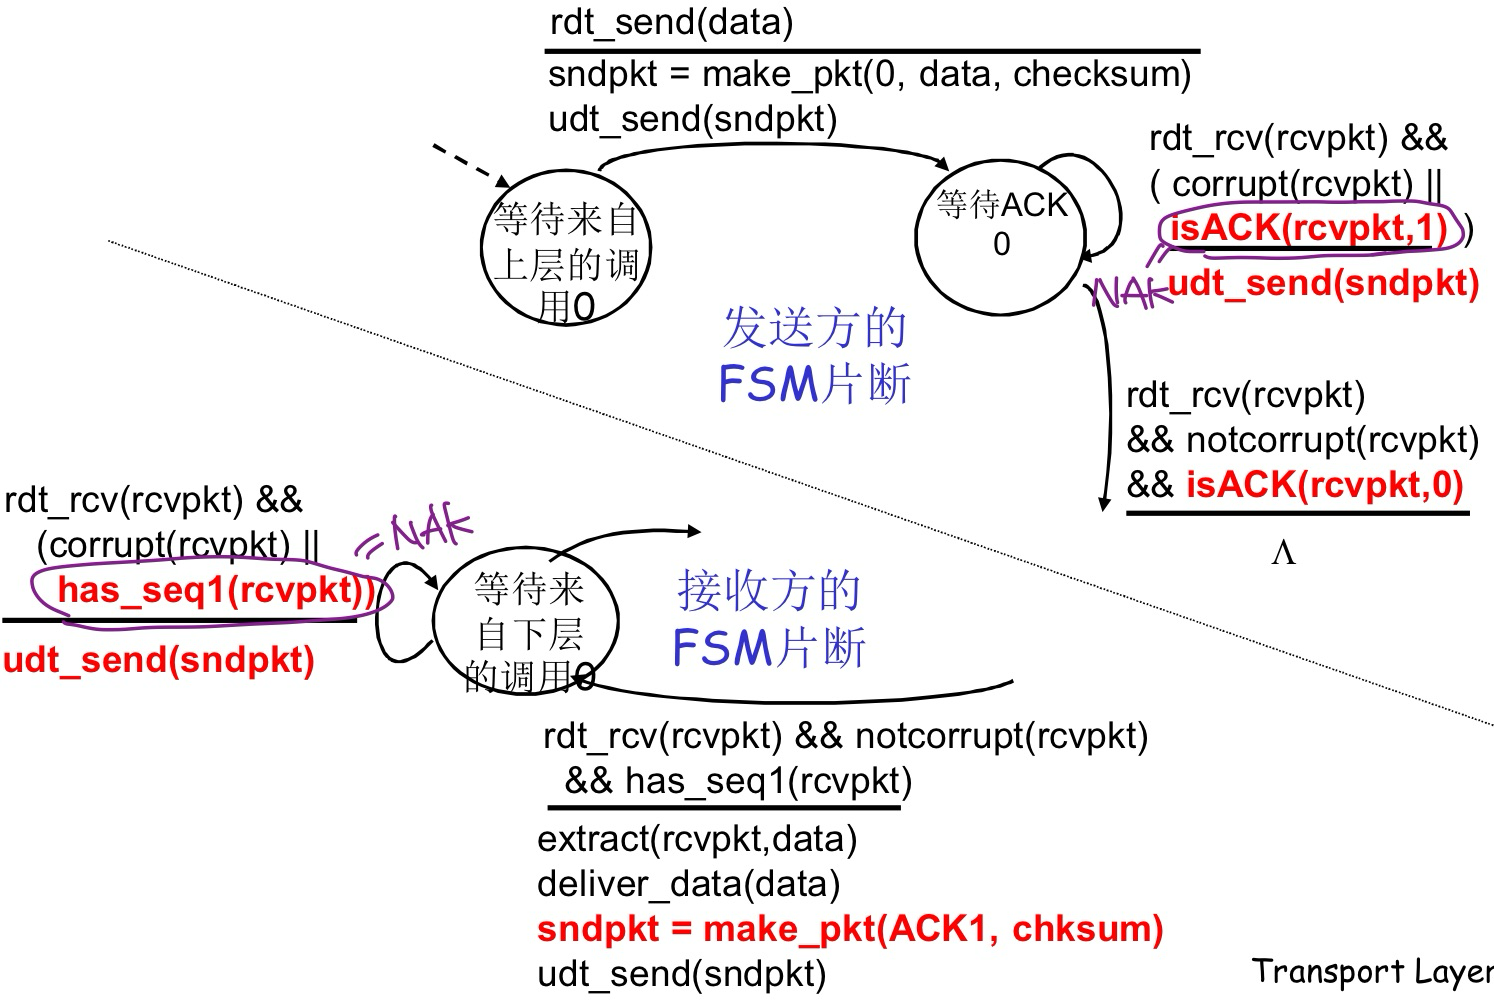 rdt_send(data)
sndpkt = make_pkt(0, data, checksum)
udt_send(sndpkt)
等待来自
上层的调
用0
等待ACK
0
rdt_rcv(rcvpkt) &&
( corrupt(rcvpkt) ||
isACK(rcvpkt,1) )
NAK
udt_send(sndpkt)
发送方的
FSM片断
rdt_rcv(rcvpkt)
&& notcorrupt(rcvpkt)
&& isACK(rcvpkt,0)
Λ
rdt_rcv(rcvpkt) &&
(corrupt(rcvpkt) ||
has_seq1(rcvpkt))
=NAK
udt_send(sndpkt)
等待来
自下层
的调用0
接收方的
FSM片断
rdt_rcv(rcvpkt) && notcorrupt(rcvpkt)
&& has_seq1(rcvpkt)
extract(rcvpkt,data)
deliver_data(data)
sndpkt = make_pkt(ACK1, chksum)
udt_send(sndpkt)
Transport Layer